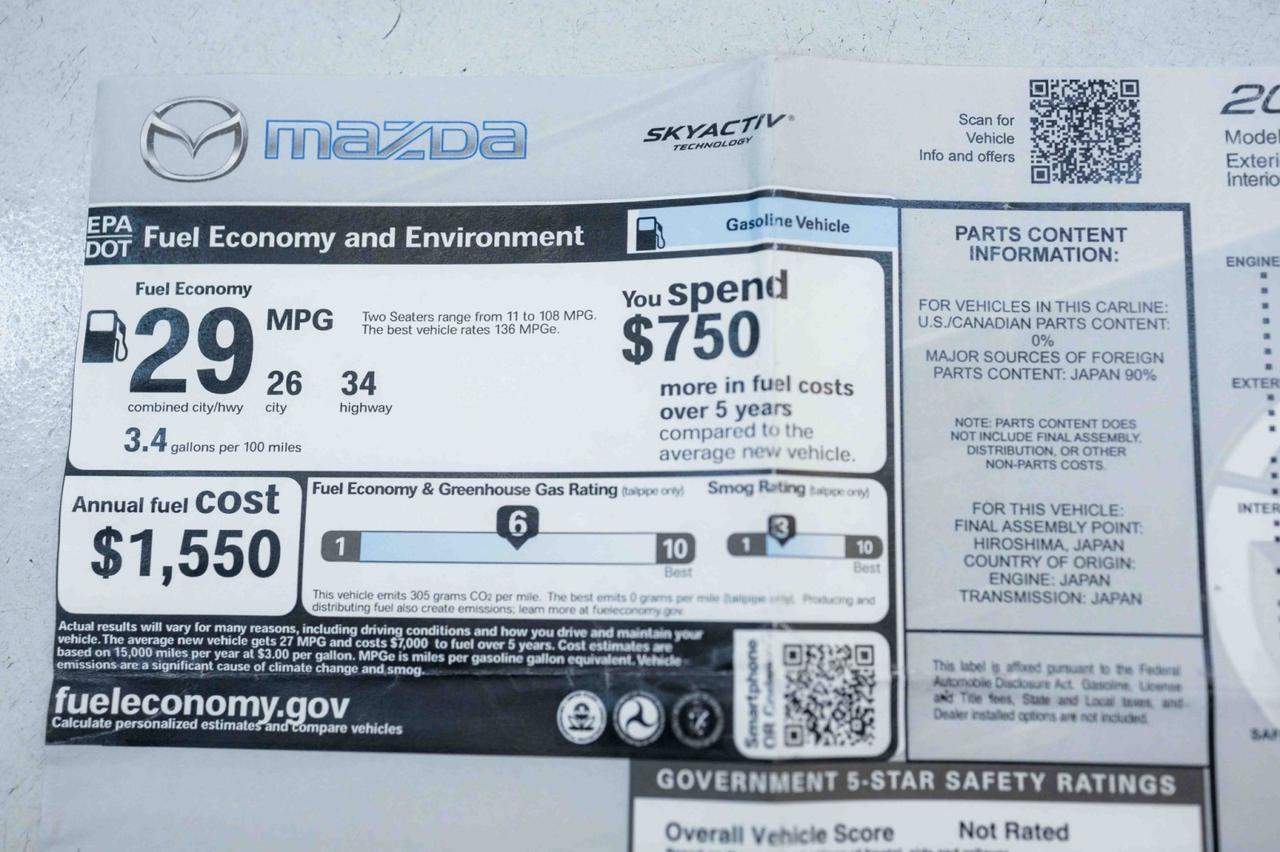 mazda
SKYACTIV®
TECHNOLOGY
Scan for
Vehicle
Info and offers
20
Model
Exteri
Interio
EPA
DOT
Fuel Economy and Environment
Gasoline Vehicle
Fuel Economy
29
MPG
Two Seaters range from 11 to 108 MPG.
The best vehicle rates 136 MPGe.
26
34
combined city/hwy
city
highway
3.4 gallons per 100 miles
You spend
$750
more in fuel costs
over 5 years
compared to the
average new vehicle.
Annual fuel cost
$1,550
Fuel Economy & Greenhouse Gas Rating (tailpipe only)
6
1
10
Best
Smog Rating (tailpipe only)
3
1
10
Best
This vehicle emits 305 grams CO2 per mile. The best emits 0 grams per mile (tailpipe only). Producing and
distributing fuel also create emissions; learn more at fueleconomy.gov.
Actual results will vary for many reasons, including driving conditions and how you drive and maintain your
vehicle. The average new vehicle gets 27 MPG and costs $7,000 to fuel over 5 years. Cost estimates are
based on 15,000 miles per year at $3.00 per gallon. MPGe is miles per gasoline gallon equivalent. Vehicle
emissions are a significant cause of climate change and smog.
fueleconomy.gov
Calculate personalized estimates and compare vehicles
Smartphone
QR Code™
PARTS CONTENT
INFORMATION:
FOR VEHICLES IN THIS CARLINE:
U.S./CANADIAN PARTS CONTENT:
0%
MAJOR SOURCES OF FOREIGN
PARTS CONTENT: JAPAN 90%
NOTE: PARTS CONTENT DOES
NOT INCLUDE FINAL ASSEMBLY,
DISTRIBUTION, OR OTHER
NON-PARTS COSTS.
FOR THIS VEHICLE:
FINAL ASSEMBLY POINT:
HIROSHIMA, JAPAN
COUNTRY OF ORIGIN:
ENGINE: JAPAN
TRANSMISSION: JAPAN
This label is affixed pursuant to the Federal
Automobile Disclosure Act. Gasoline, License
and Title fees, State and Local taxes, and
Dealer installed options are not included.
ENGINE
EXTER
INTER
SAF
GOVERNMENT 5-STAR SAFETY RATINGS
Overall Vehicle Score
Not Rated